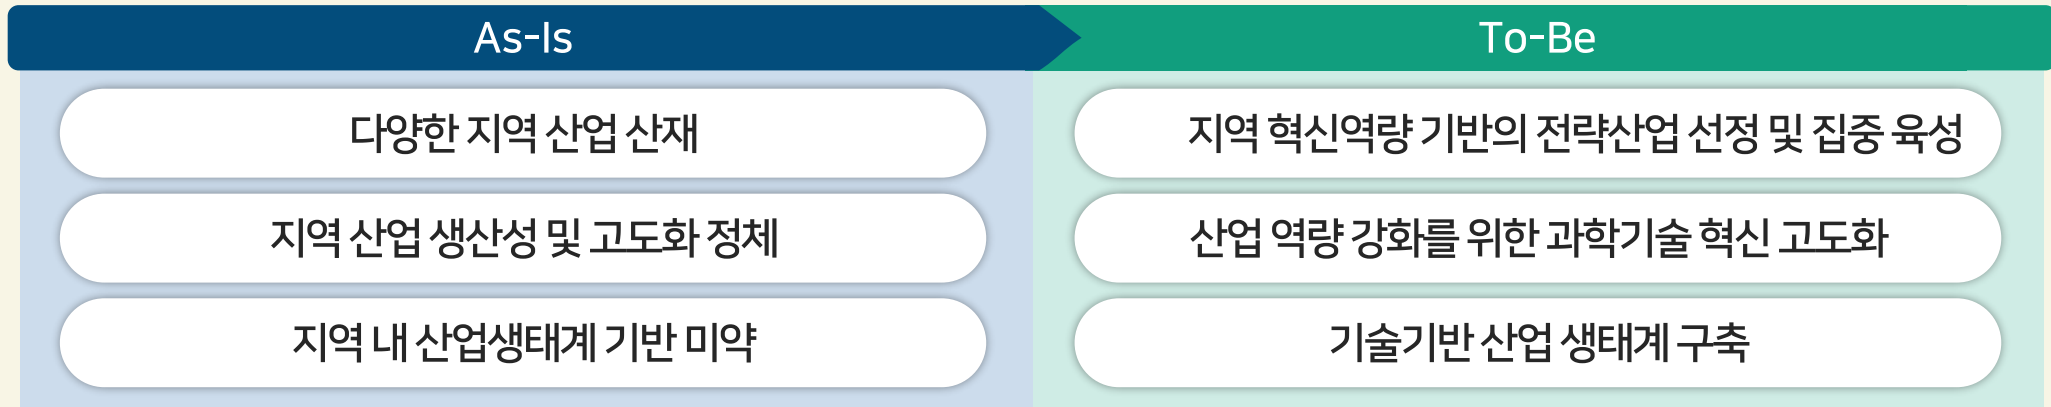 As-Is
To-Be
다양한 지역 산업 산재
지역 혁신역량 기반의 전략산업 선정 및 집중 육성
지역 산업 생산성 및 고도화 정체
산업 역량 강화를 위한 과학기술 혁신 고도화
지역 내 산업생태계 기반 미약
기술기반 산업 생태계 구축